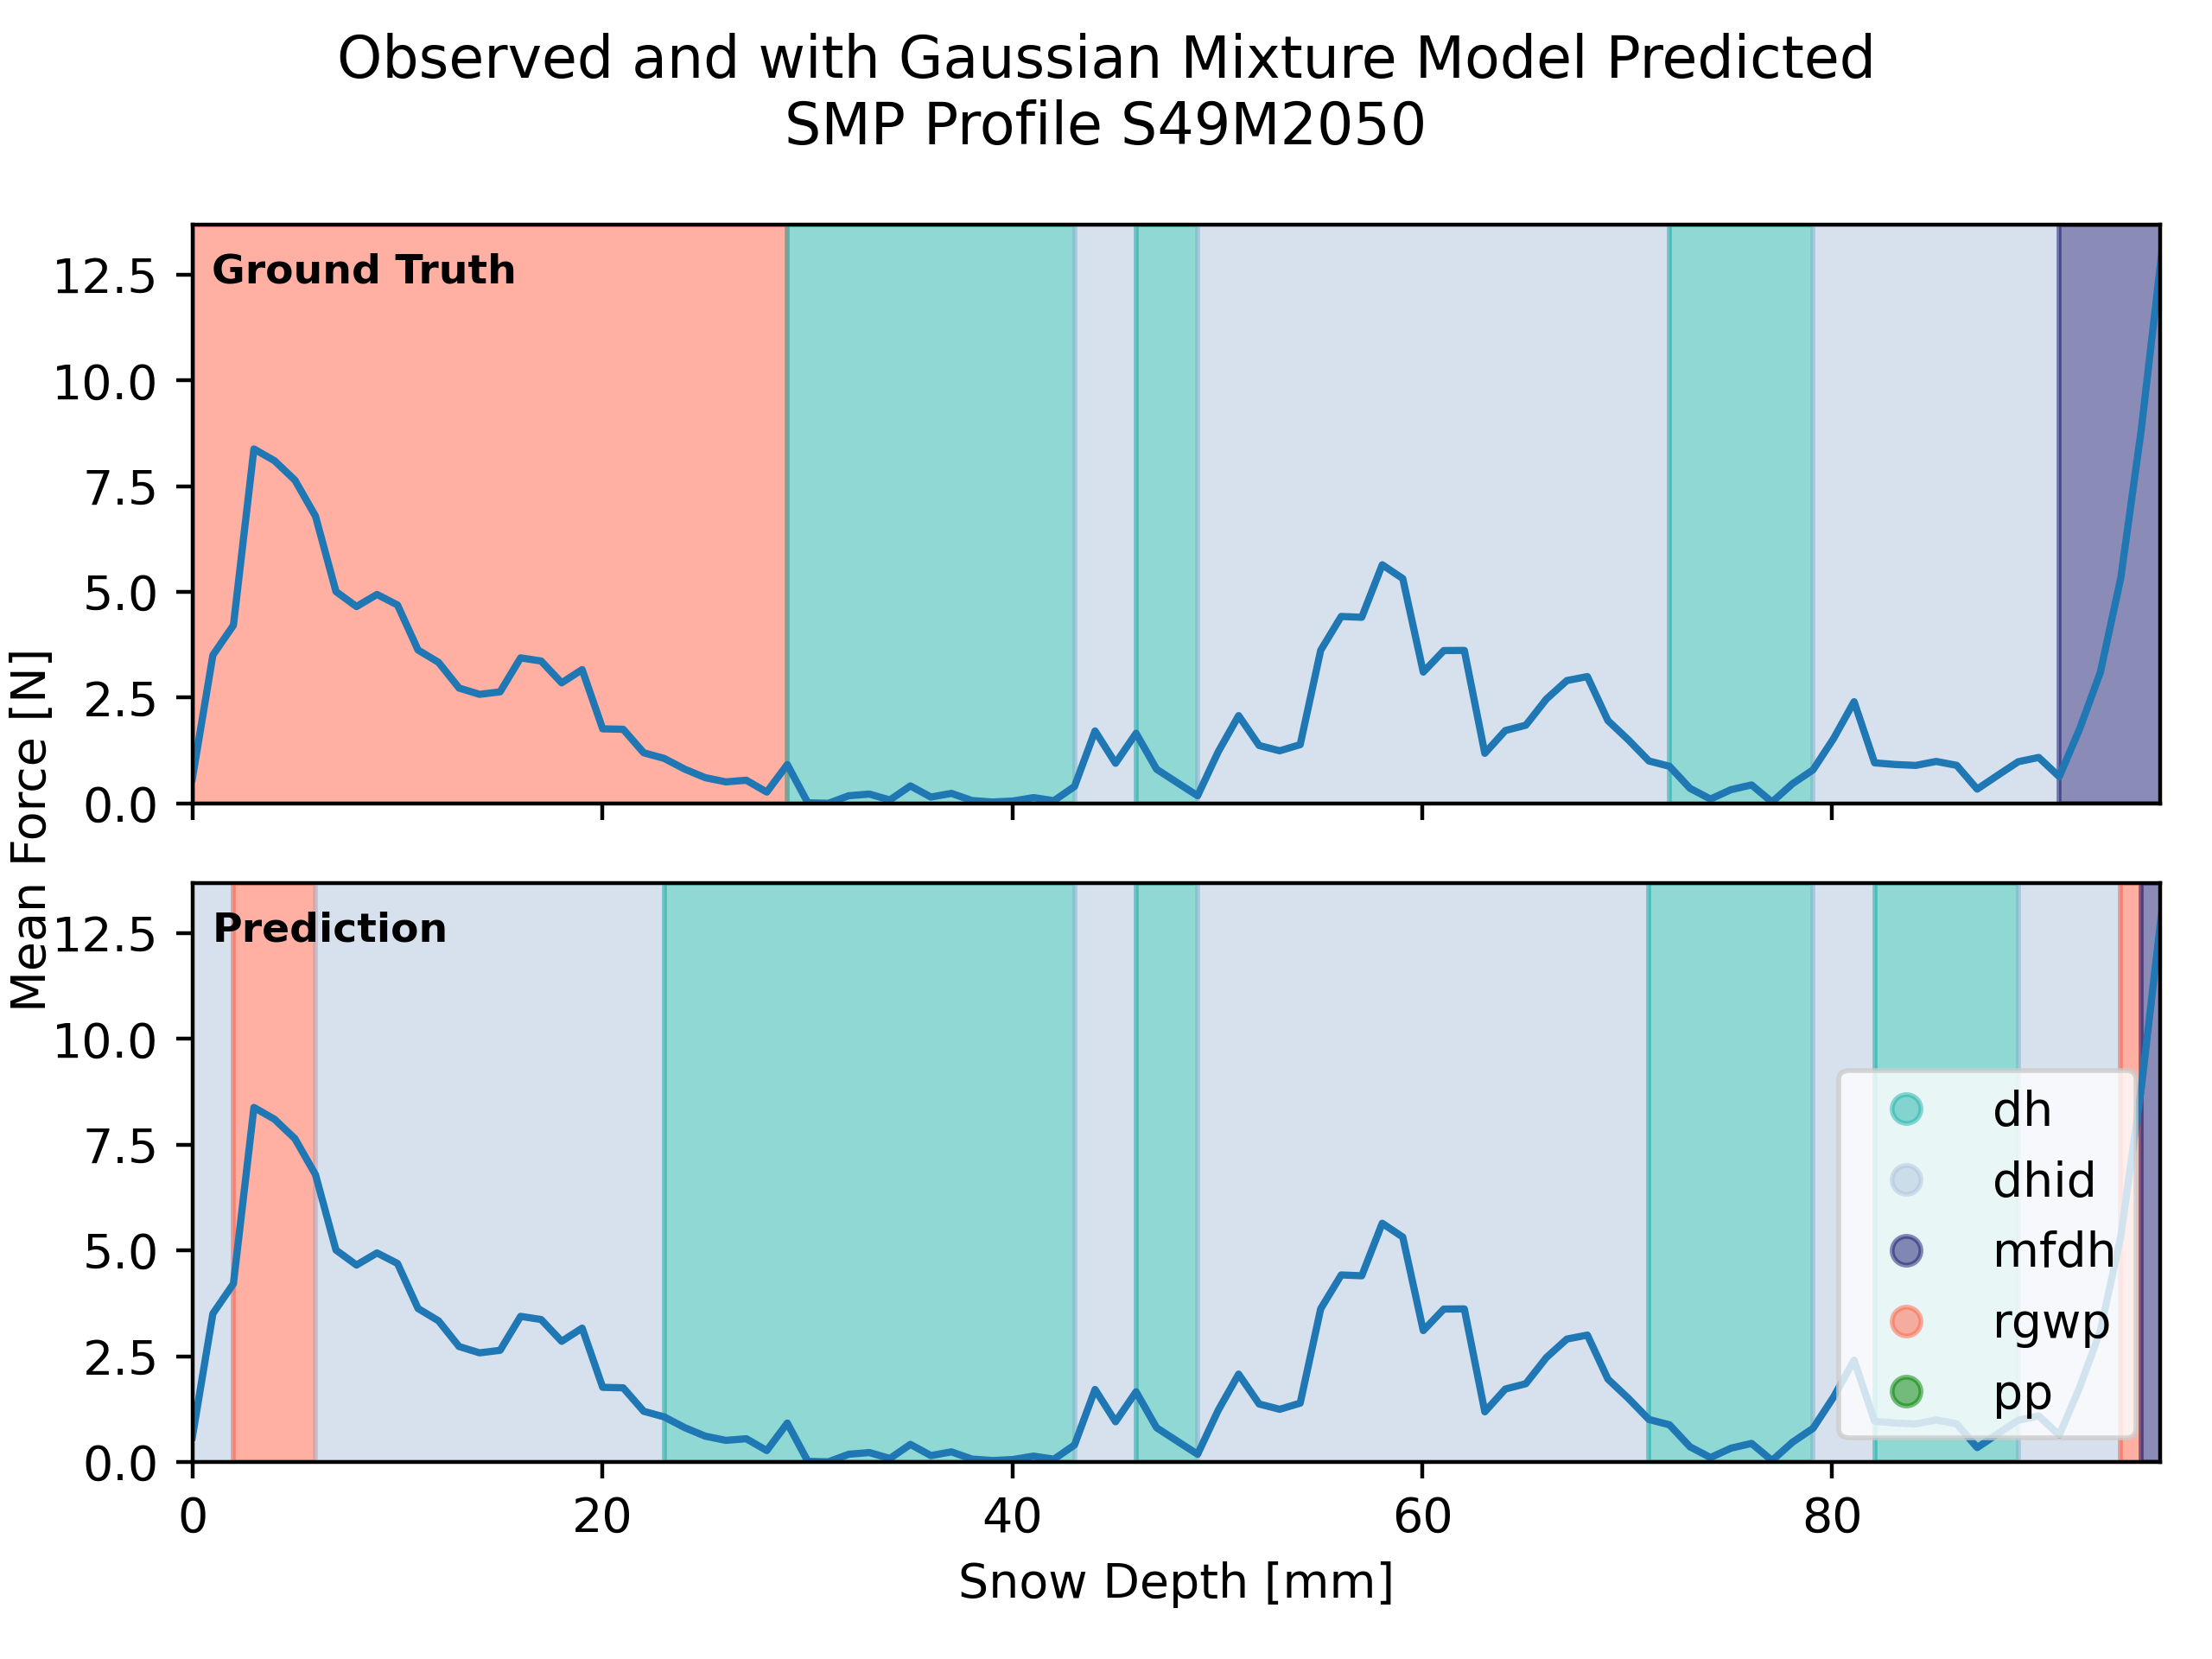 Observed and with Gaussian Mixture Model Predicted
SMP Profile S49M2050
Ground Truth
12.5
10.0
7.5
5.0
2.5
0.0
Mean Force [N]
Prediction
12.5
10.0
7.5
5.0
2.5
0.0
dh
dhid
mfdh
rgwp
pp
0 20 40 60 80
Snow Depth [mm]